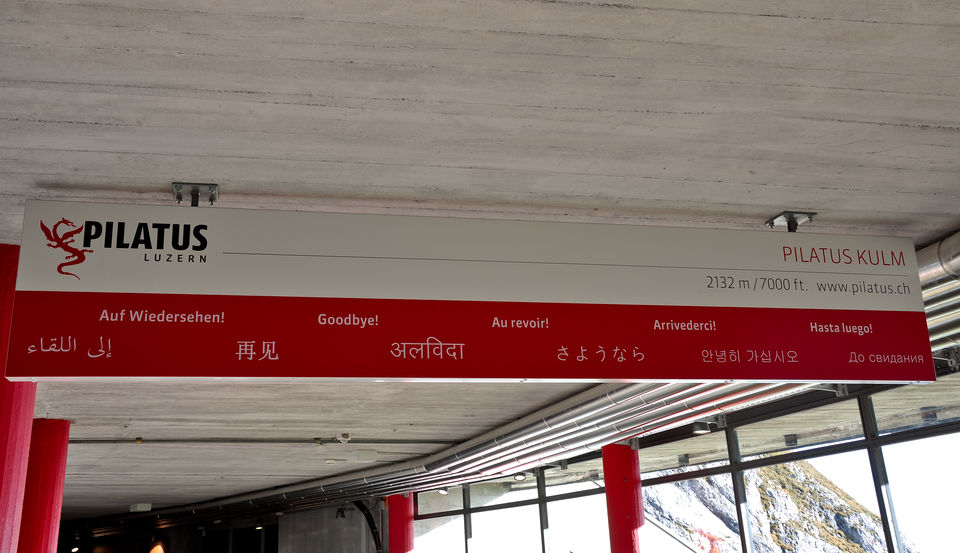 PILATUS
LUZERN
PILATUS KULM
2132 m / 7000 ft. www.pilatus.ch
Auf Wiedersehen! Goodbye! Au revoir! Arrivederci! Hasta luego!
إلى اللقاء 再见 अलविदा さようなら 안녕히 가십시오 До свидания